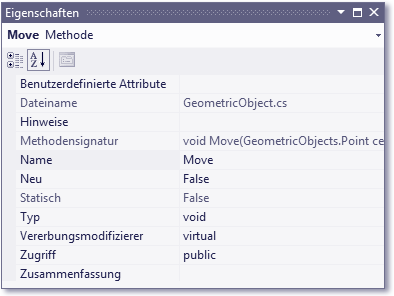 Eigenschaften
Move Methode
Benutzerdefinierte Attribute
Dateiname GeometricObject.cs
Hinweise
Methodensignatur void Move(GeometricObjects.Point ce
Name Move
Neu False
Statisch False
Typ void
Vererbungsmodifizierer virtual
Zugriff public
Zusammenfassung